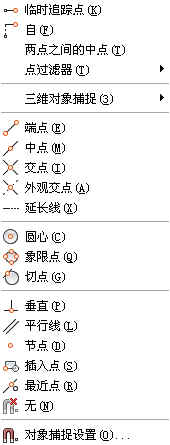 临时追踪点(K)
自(F)
两点之间的中点(T)
点过滤器(T)
三维对象捕捉(3)
端点(E)
中点(M)
交点(I)
外观交点(A)
延长线(X)
圆心(C)
象限点(Q)
切点(G)
垂直(P)
平行线(L)
节点(D)
插入点(S)
最近点(R)
无(N)
对象捕捉设置(O)...